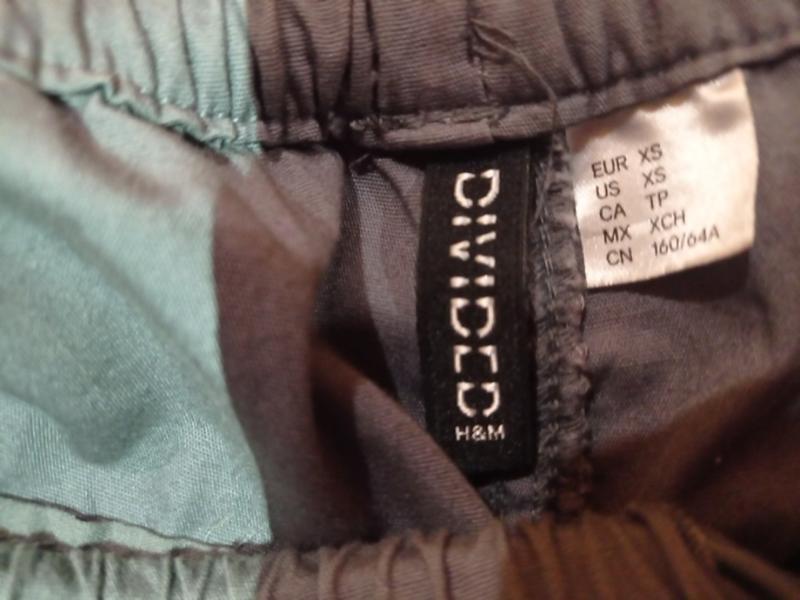 DIVIDED
H&M
EUR XS
US XS
CA TP
MX XCH
CN 160/64A